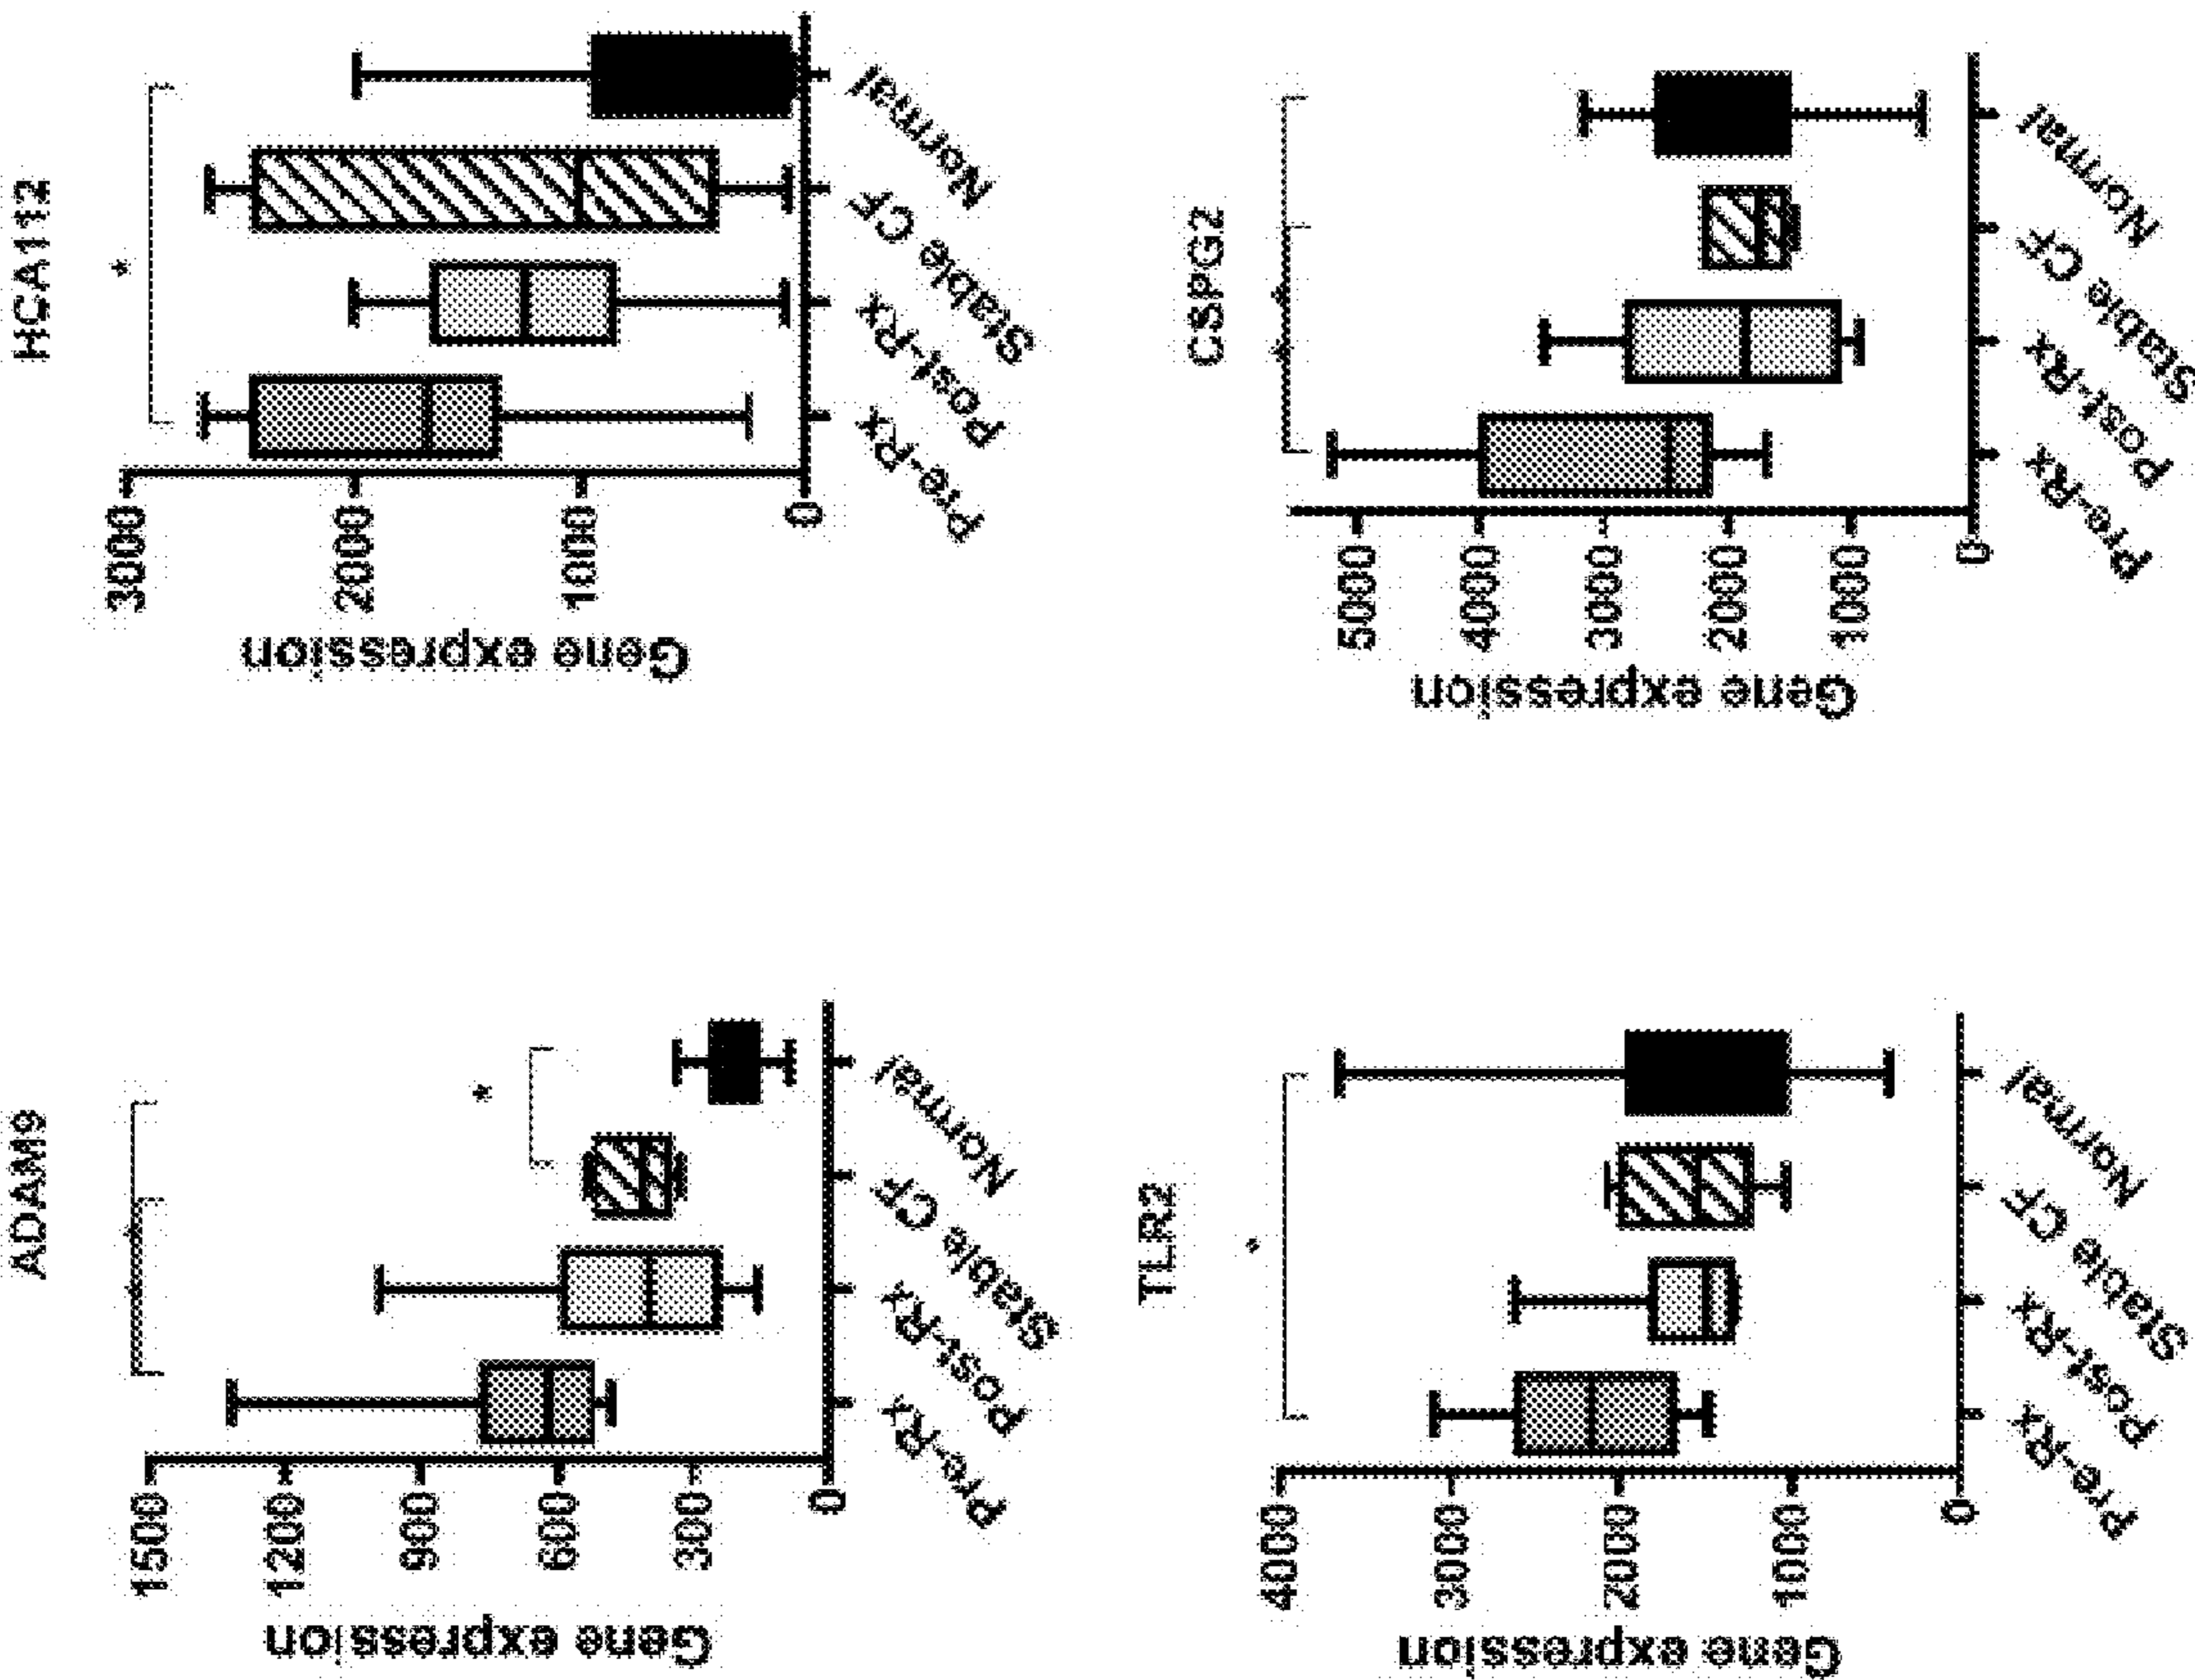 ADAM9
*
Gene expression
1500
1200
900
600
300
0
Pre-Rx
Post-Rx
Stable CF
Normal
HCA112
*
Gene expression
3000
2000
1000
0
Pre-Rx
Post-Rx
Stable CF
Normal
TLR2
*
Gene expression
4000
3000
2000
1000
0
Pre-Rx
Post-Rx
Stable CF
Normal
CSPG2
Gene expression
5000
4000
3000
2000
1000
0
Pre-Rx
Post-Rx
Stable CF
Normal